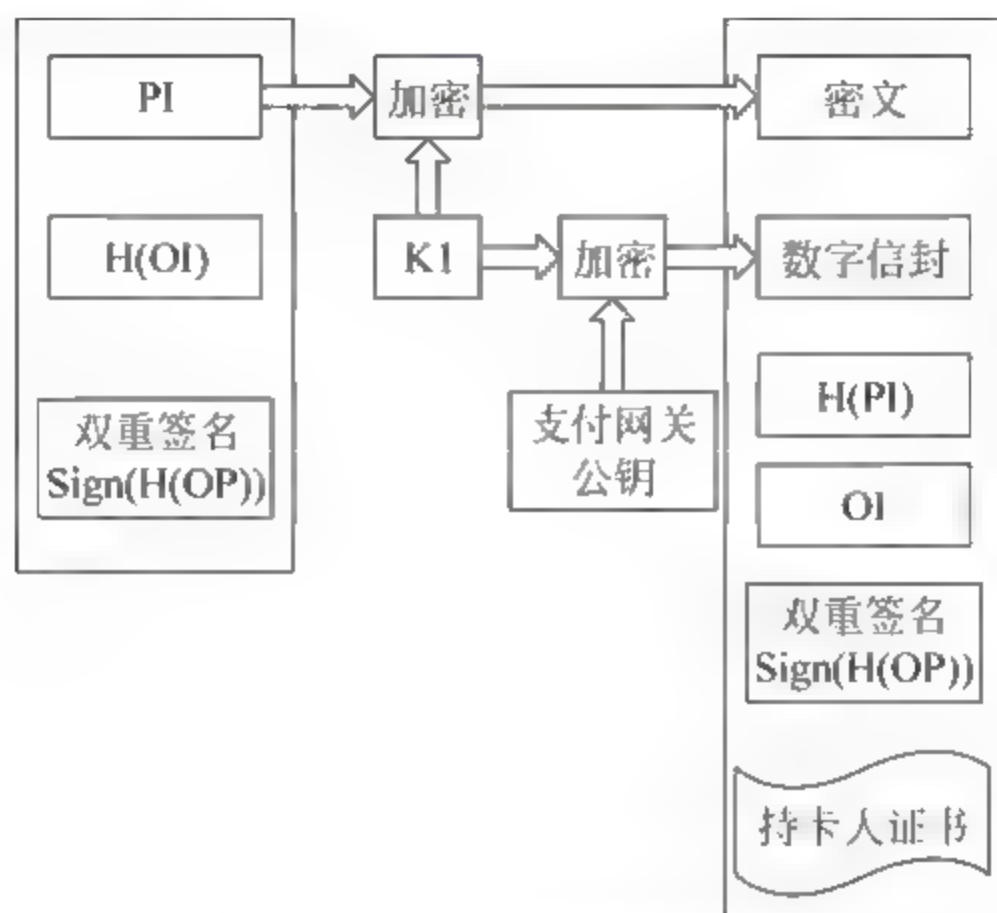 PI
加密
密文
H(OI)
K1
加密
数字信封
双重签名
Sign(H(OP))
支付网关
公钥
H(PI)
OI
双重签名
Sign(H(OP))
持卡人证书